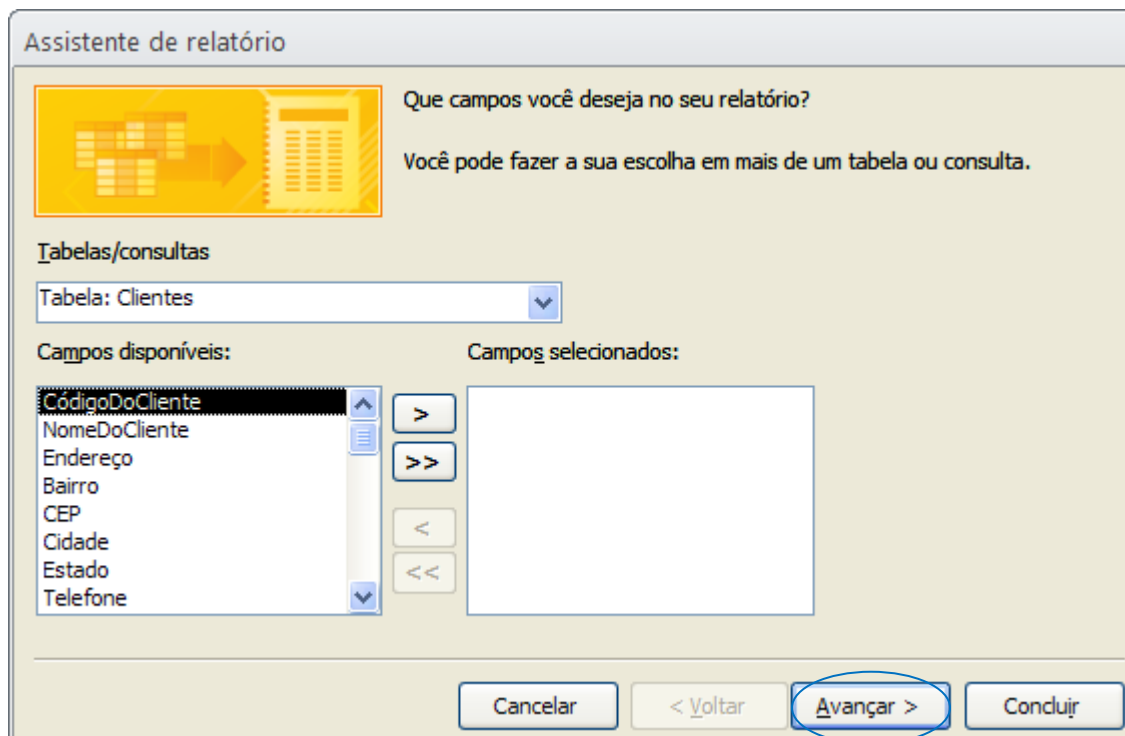 Assistente de relatório
Que campos você deseja no seu relatório?
Você pode fazer a sua escolha em mais de um tabela ou consulta.
Tabelas/consultas
Tabela: Clientes
Campos disponíveis:
Campos selecionados:
CódigoDoCliente
NomeDoCliente
Endereço
Bairro
CEP
Cidade
Estado
Telefone
>
>>
<
<<
Cancelar
< Voltar
Avançar >
Concluir